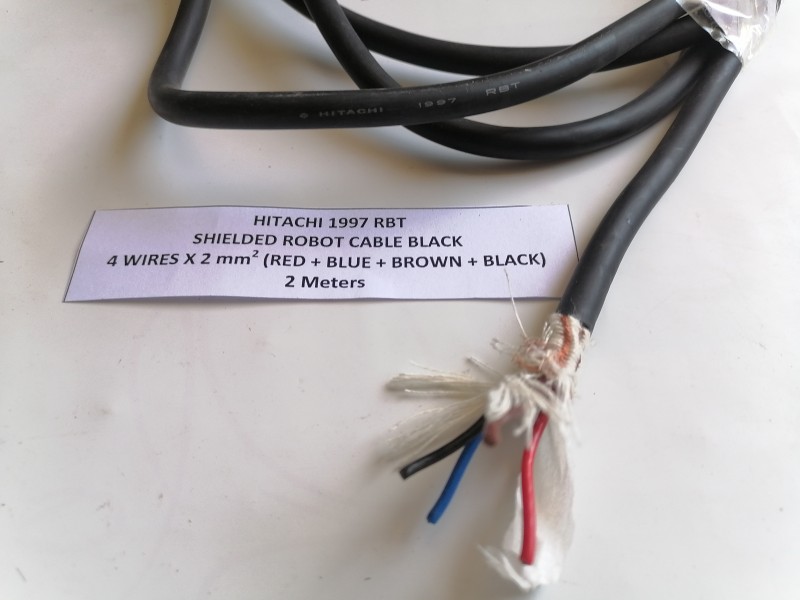 HITACHI 1997 RBT
HITACHI 1997 RBT
SHIELDED ROBOT CABLE BLACK
4 WIRES X 2 mm² (RED + BLUE + BROWN + BLACK)
2 Meters